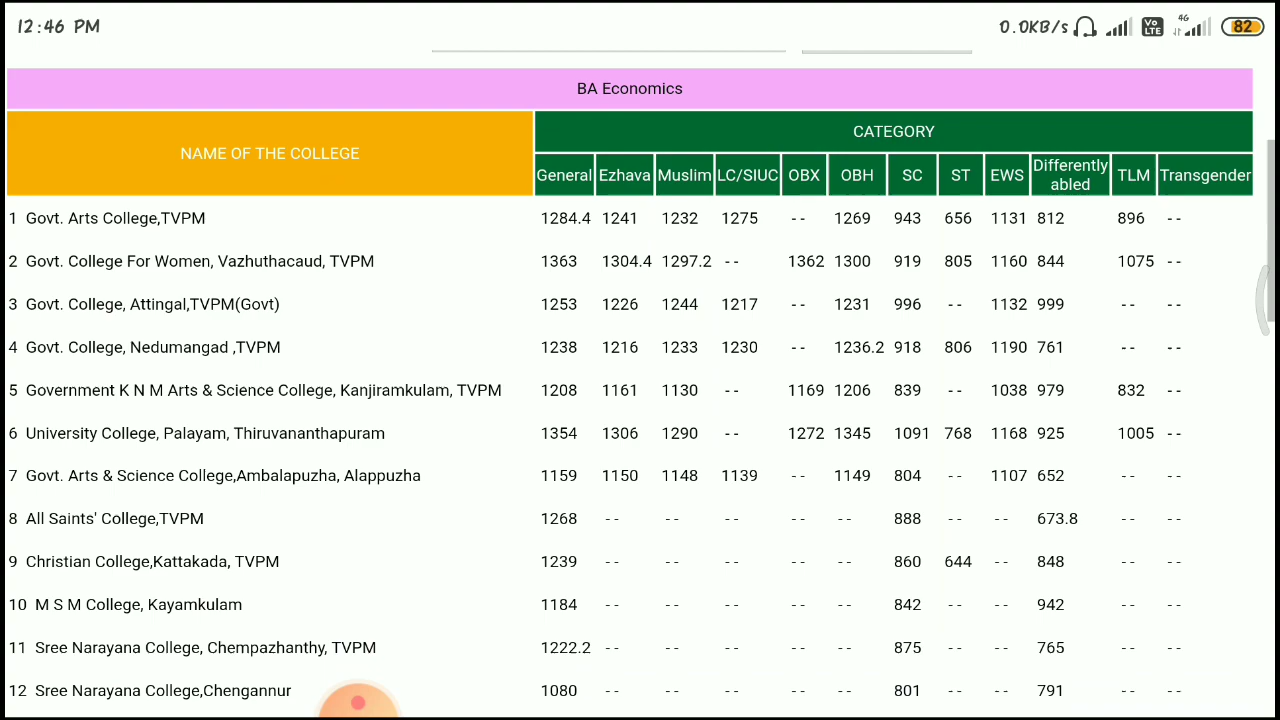 12:46 PM 0.0KB/s Vo LTE 4G 82
BA Economics
NAME OF THE COLLEGE CATEGORY
General Ezhava Muslim LC/SIUC OBX OBH SC ST EWS Differently abled TLM Transgender
1 Govt. Arts College,TVPM 1284.4 1241 1232 1275 -- 1269 943 656 1131 812 896 --
2 Govt. College For Women, Vazhuthacaud, TVPM 1363 1304.4 1297.2 -- 1362 1300 919 805 1160 844 1075 --
3 Govt. College, Attingal,TVPM(Govt) 1253 1226 1244 1217 -- 1231 996 -- 1132 999 -- --
4 Govt. College, Nedumangad ,TVPM 1238 1216 1233 1230 -- 1236.2 918 806 1190 761 -- --
5 Government K N M Arts & Science College, Kanjiramkulam, TVPM 1208 1161 1130 -- 1169 1206 839 -- 1038 979 832 --
6 University College, Palayam, Thiruvananthapuram 1354 1306 1290 -- 1272 1345 1091 768 1168 925 1005 --
7 Govt. Arts & Science College,Ambalapuzha, Alappuzha 1159 1150 1148 1139 -- 1149 804 -- 1107 652 -- --
8 All Saints' College,TVPM 1268 -- -- -- -- -- 888 -- -- 673.8 -- --
9 Christian College,Kattakada, TVPM 1239 -- -- -- -- -- 860 644 -- 848 -- --
10 M S M College, Kayamkulam 1184 -- -- -- -- -- 842 -- -- 942 -- --
11 Sree Narayana College, Chempazhanthy, TVPM 1222.2 -- -- -- -- -- 875 -- -- 765 -- --
12 Sree Narayana College,Chengannur 1080 -- -- -- -- -- 801 -- -- 791 -- --